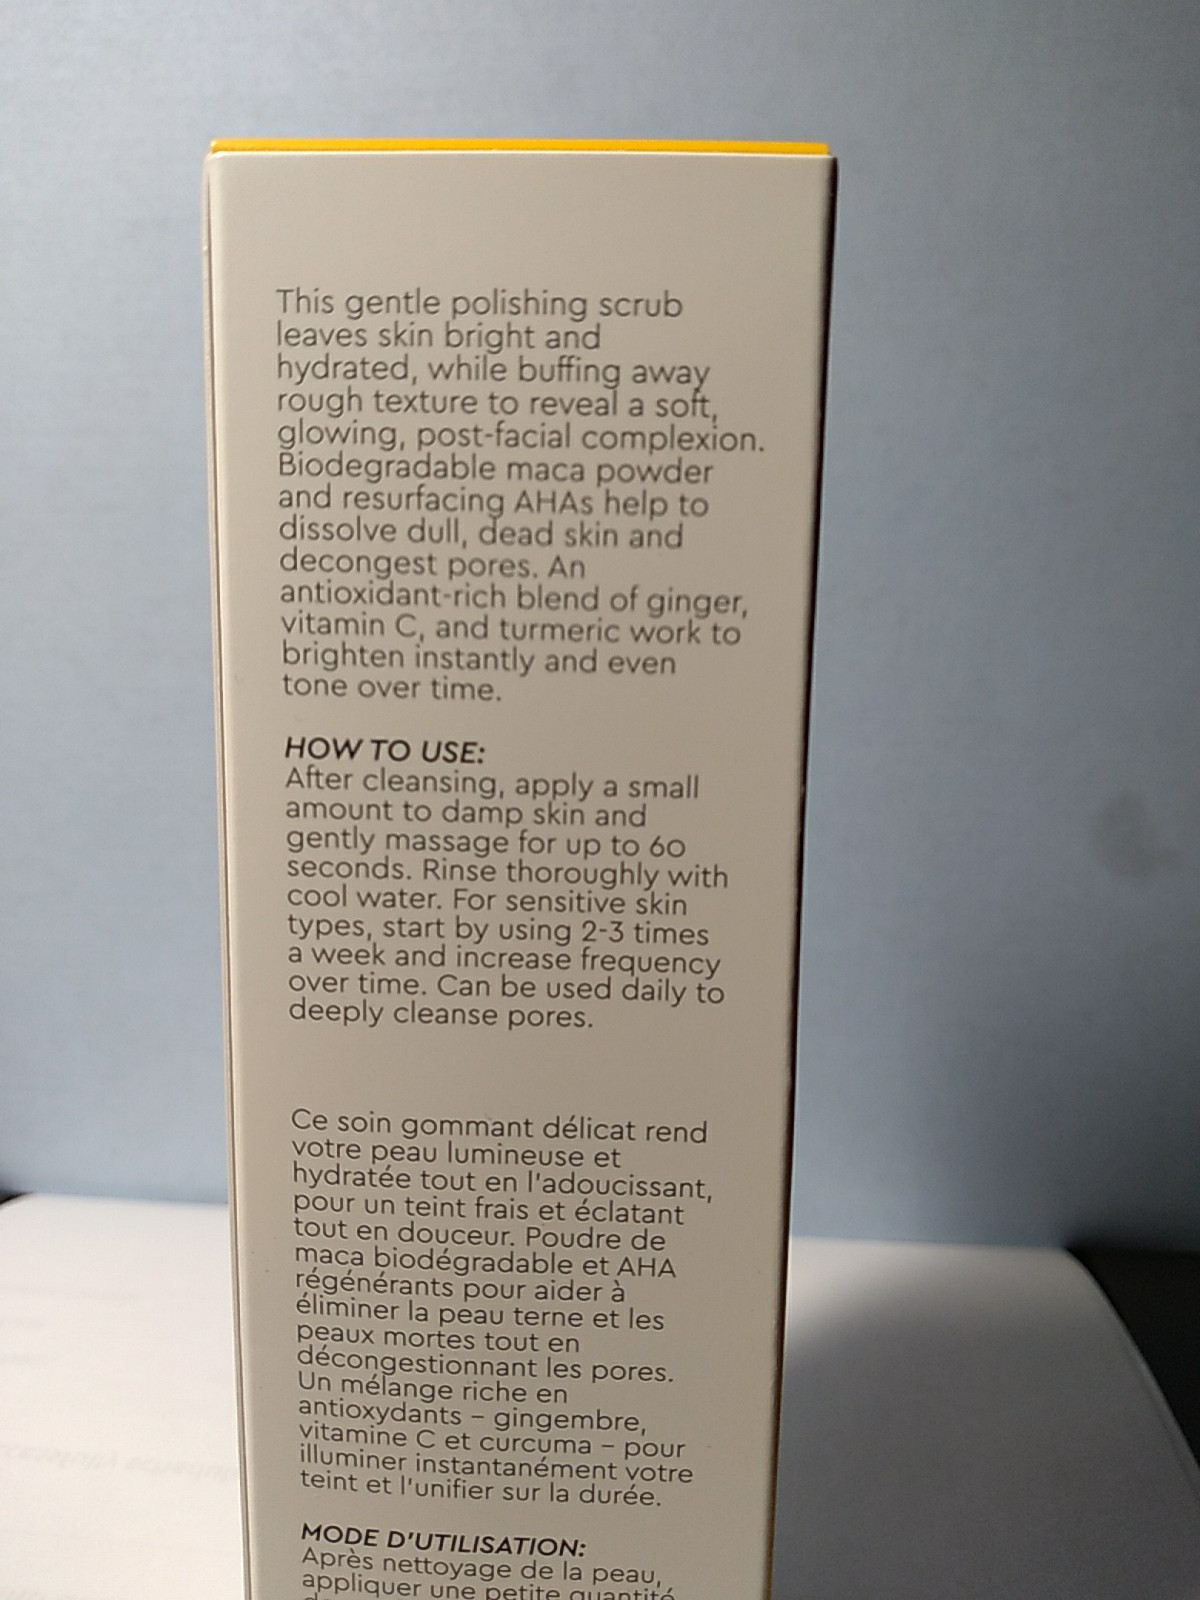 This gentle polishing scrub
leaves skin bright and
hydrated, while buffing away
rough texture to reveal a soft,
glowing, post-facial complexion.
Biodegradable maca powder
and resurfacing AHAs help to
dissolve dull, dead skin and
decongest pores. An
antioxidant-rich blend of ginger,
vitamin C, and turmeric work to
brighten instantly and even
tone over time.
HOW TO USE:
After cleansing, apply a small
amount to damp skin and
gently massage for up to 60
seconds. Rinse thoroughly with
cool water. For sensitive skin
types, start by using 2-3 times
a week and increase frequency
over time. Can be used daily to
deeply cleanse pores.
Ce soin gommant délicat rend
votre peau lumineuse et
hydratée tout en l'adoucissant,
pour un teint frais et éclatant
tout en douceur. Poudre de
maca biodégradable et AHA
régénérants pour aider à
éliminer la peau terne et les
peaux mortes tout en
décongestionnant les pores.
Un mélange riche en
antioxydants – gingembre,
vitamine C et curcuma – pour
illuminer instantanément votre
teint et l'unifier sur la durée.
MODE D'UTILISATION:
Après nettoyage de la peau,
appliquer une petite quantité